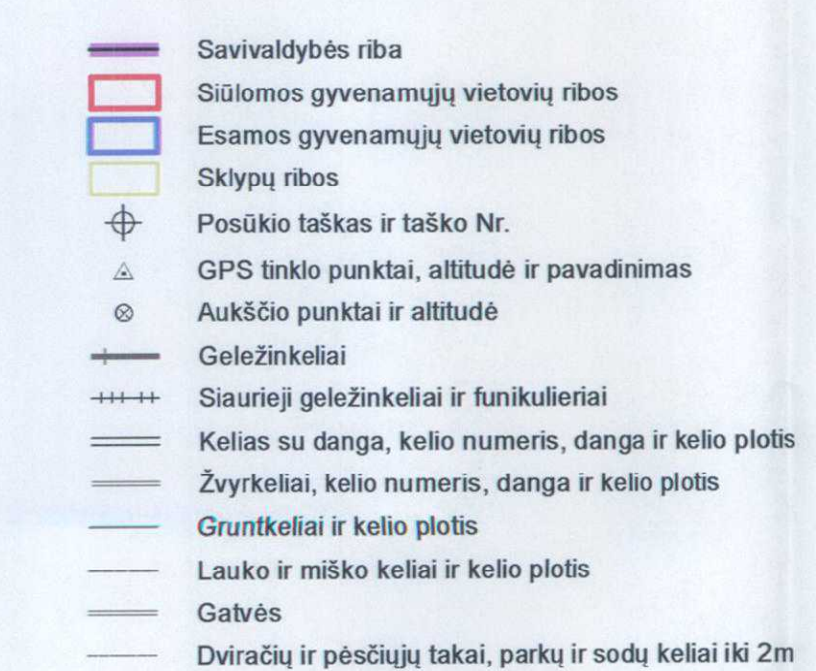 Savivaldybės riba
Siūlomos gyvenamųjų vietovių ribos
Esamos gyvenamųjų vietovių ribos
Sklypų ribos
Posūkio taškas ir taško Nr.
GPS tinklo punktai, altitudė ir pavadinimas
Aukščio punktai ir altitudė
Geležinkeliai
Siaurieji geležinkeliai ir funikulieriai
Kelias su danga, kelio numeris, danga ir kelio plotis
Žvyrkeliai, kelio numeris, danga ir kelio plotis
Gruntkeliai ir kelio plotis
Lauko ir miško keliai ir kelio plotis
Gatvės
Dviračių ir pėsčiųjų takai, parkų ir sodų keliai iki 2m